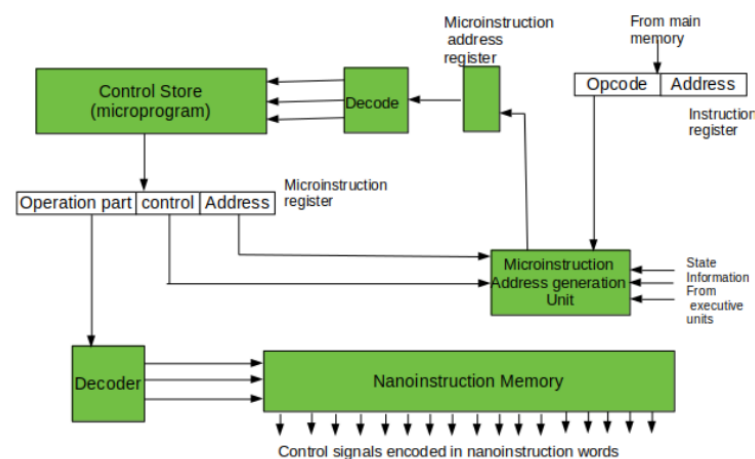 Microinstruction
address
register
From main
memory
Control Store
(microprogram)
Decode
Opcode
Address
Instruction
register
Microinstruction
register
Operation part
control
Address
Microinstruction
Address generation
Unit
State
Information
From
executive
units
Decoder
Nanoinstruction Memory
Control signals encoded in nanoinstruction words